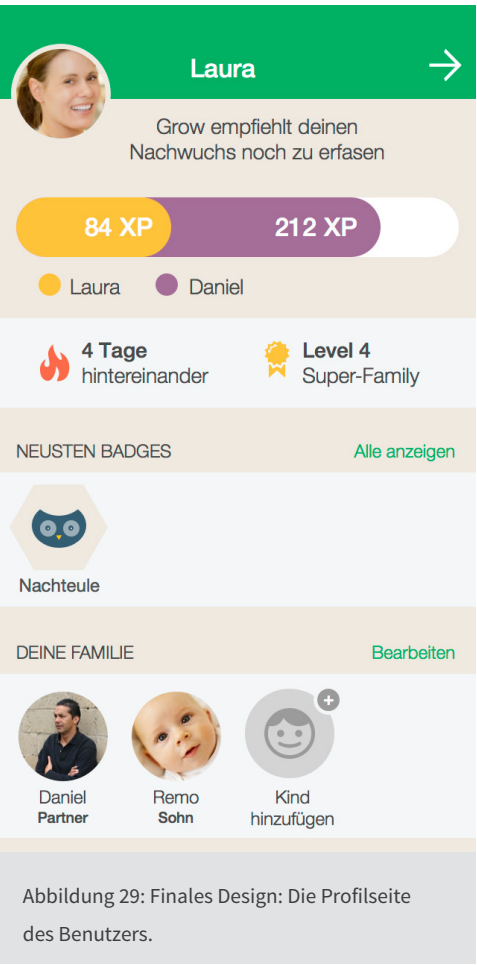 Laura
Grow empfiehlt deinen
Nachwuchs noch zu erfasen
84 XP 212 XP
Laura Daniel
4 Tage
hintereinander
Level 4
Super-Family
NEUSTEN BADGES Alle anzeigen
Nachteule
DEINE FAMILIE Bearbeiten
Daniel
Partner
Remo
Sohn
Kind
hinzufügen
Abbildung 29: Finales Design: Die Profilseite
des Benutzers.